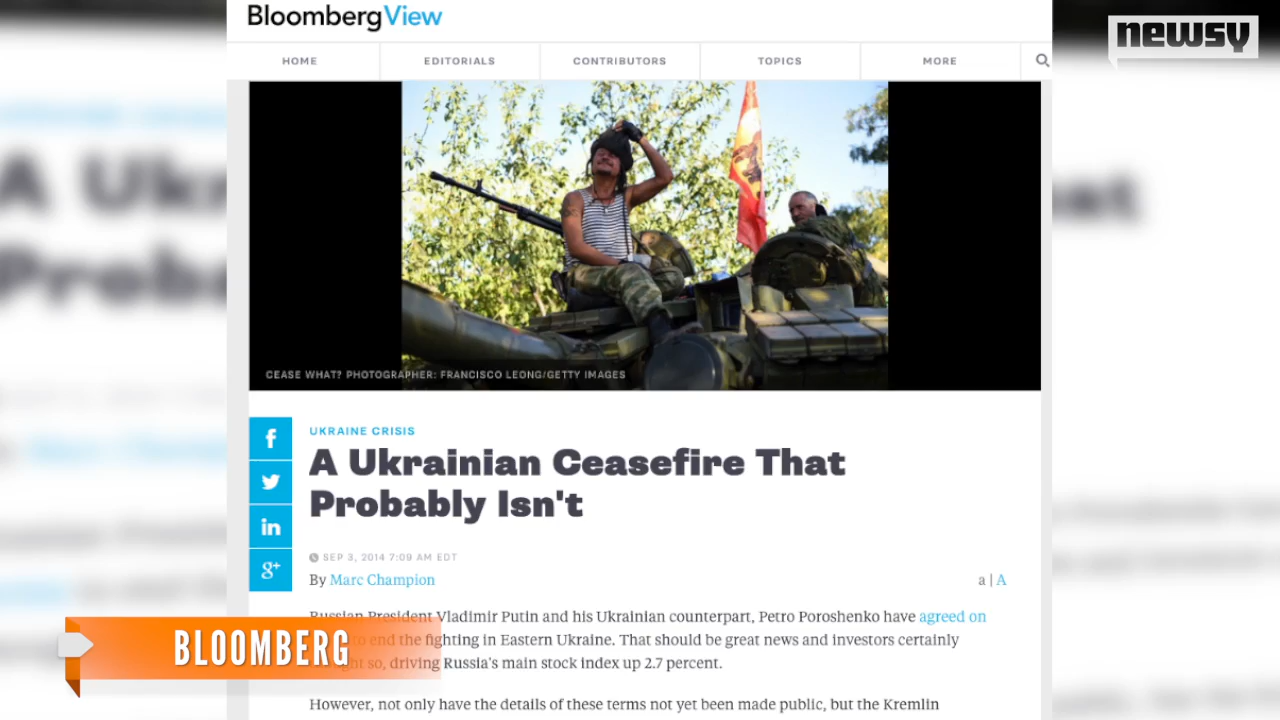 BloombergView
newsy
HOME
EDITORIALS
CONTRIBUTORS
TOPICS
MORE
CEASE WHAT? PHOTOGRAPHER: FRANCISCO LEONG/GETTY IMAGES
UKRAINE CRISIS
A Ukrainian Ceasefire That
Probably Isn't
SEP 3, 2014 7:09 AM EDT
By Marc Champion
a | A
f
in
g+
Russian President Vladimir Putin and his Ukrainian counterpart, Petro Poroshenko have agreed on
to end the fighting in Eastern Ukraine. That should be great news and investors certainly
so, driving Russia's main stock index up 2.7 percent.
However, not only have the details of these terms not yet been made public, but the Kremlin
BLOOMBERG